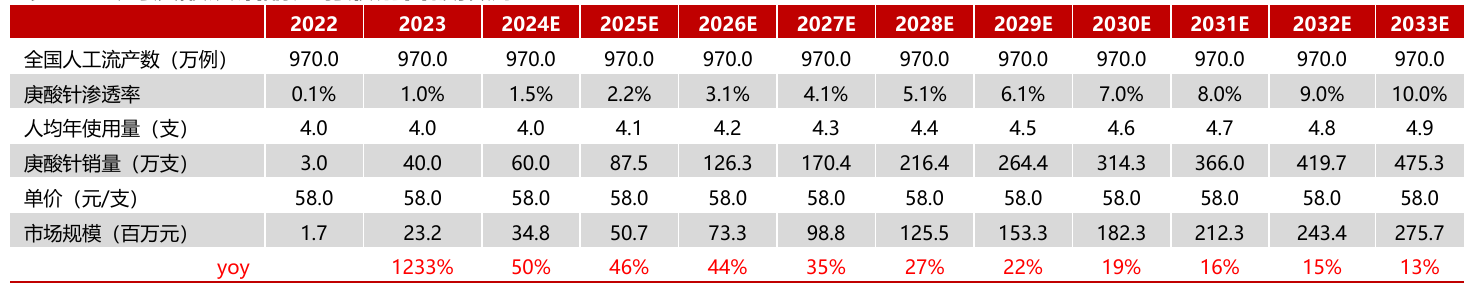 2022 2023 2024E 2025E 2026E 2027E 2028E 2029E 2030E 2031E 2032E 2033E
全国人工流产数（万例） 970.0 970.0 970.0 970.0 970.0 970.0 970.0 970.0 970.0 970.0 970.0 970.0
庚酸针渗透率 0.1% 1.0% 1.5% 2.2% 3.1% 4.1% 5.1% 6.1% 7.0% 8.0% 9.0% 10.0%
人均年使用量（支） 4.0 4.0 4.0 4.1 4.2 4.3 4.4 4.5 4.6 4.7 4.8 4.9
庚酸针销量（万支） 3.0 40.0 60.0 87.5 126.3 170.4 216.4 264.4 314.3 366.0 419.7 475.3
单价（元/支） 58.0 58.0 58.0 58.0 58.0 58.0 58.0 58.0 58.0 58.0 58.0 58.0
市场规模（百万元） 1.7 23.2 34.8 50.7 73.3 98.8 125.5 153.3 182.3 212.3 243.4 275.7
yoy 1233% 50% 46% 44% 35% 27% 22% 19% 16% 15% 13%